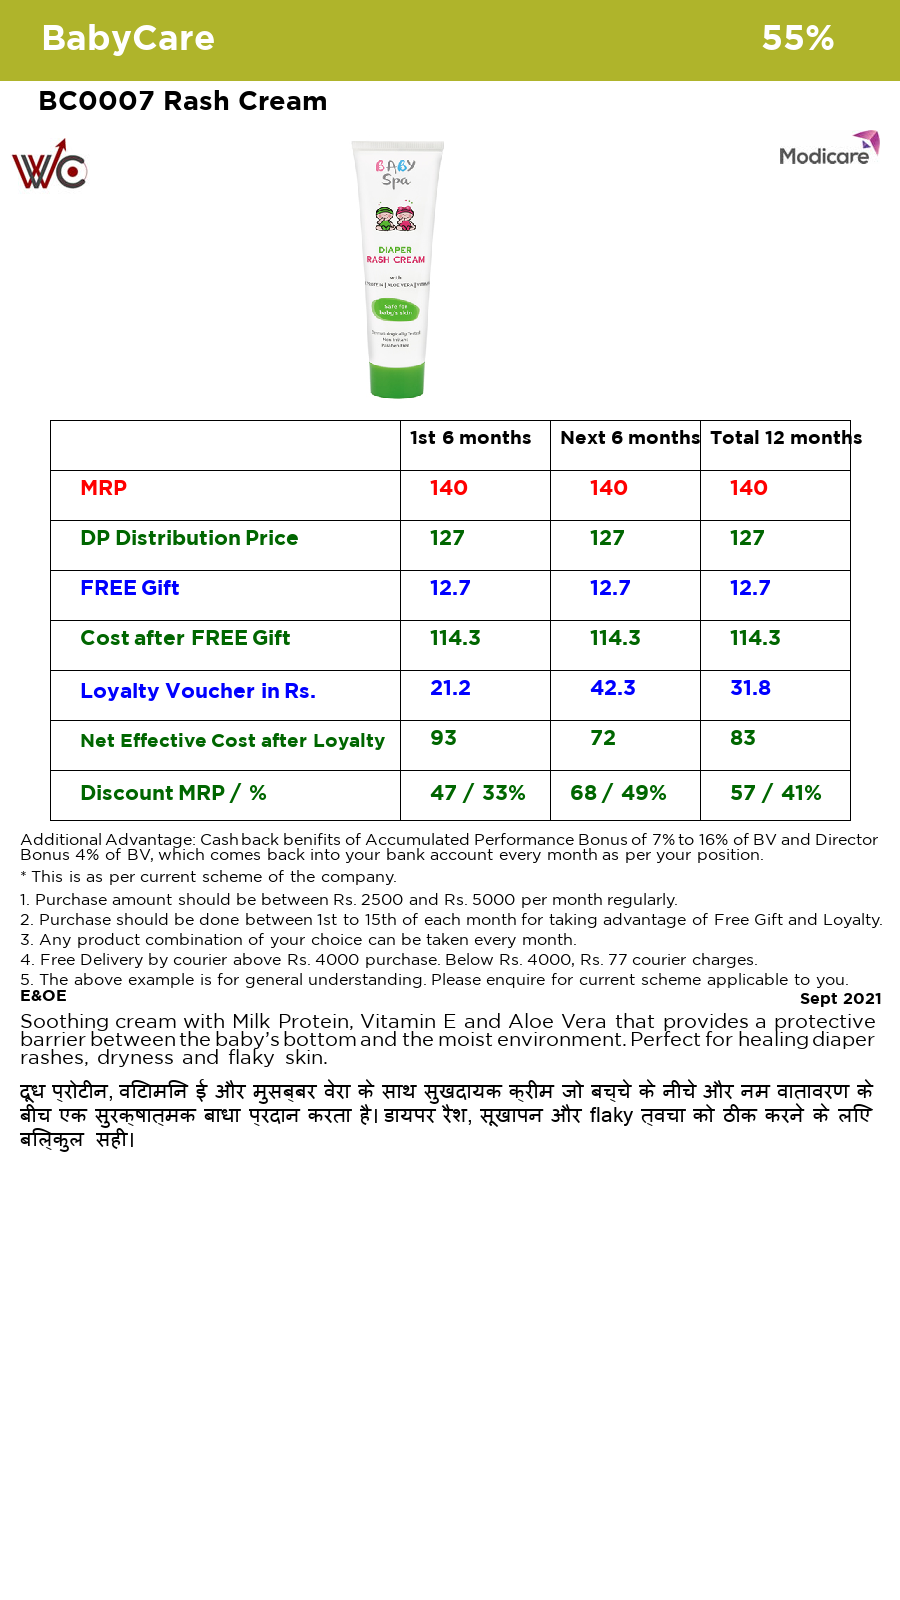 BabyCare 55%
BC0007 Rash Cream
WC
Modicare
BABY
Spa
DIAPER
RASH CREAM
with
safe for
baby's skin
1st 6 months Next 6 months Total 12 months
MRP 140 140 140
DP Distribution Price 127 127 127
FREE Gift 12.7 12.7 12.7
Cost after FREE Gift 114.3 114.3 114.3
Loyalty Voucher in Rs. 21.2 42.3 31.8
Net Effective Cost after Loyalty 93 72 83
Discount MRP / % 47 / 33% 68 / 49% 57 / 41%
Additional Advantage: Cashback benifits of Accumulated Performance Bonus of 7% to 16% of BV and Director
Bonus 4% of BV, which comes back into your bank account every month as per your position.
* This is as per current scheme of the company.
1. Purchase amount should be between Rs. 2500 and Rs. 5000 per month regularly.
2. Purchase should be done between 1st to 15th of each month for taking advantage of Free Gift and Loyalty.
3. Any product combination of your choice can be taken every month.
4. Free Delivery by courier above Rs. 4000 purchase. Below Rs. 4000, Rs. 77 courier charges.
5. The above example is for general understanding. Please enquire for current scheme applicable to you.
E&OE
Sept 2021
Soothing cream with Milk Protein, Vitamin E and Aloe Vera that provides a protective
barrier between the baby's bottom and the moist environment. Perfect for healing diaper
rashes, dryness and flaky skin.
दूध प्रोटीन, विटामिन ई और मुसब्बर वेरा के साथ सुखदायक क्रीम जो बच्चे के नीचे और नम वातावरण के
बीच एक सुरक्षात्मक बाधा प्रदान करता है। डायपर रैश, सूखापन और flaky त्वचा को ठीक करने के लिए
बिल्कुल सही।